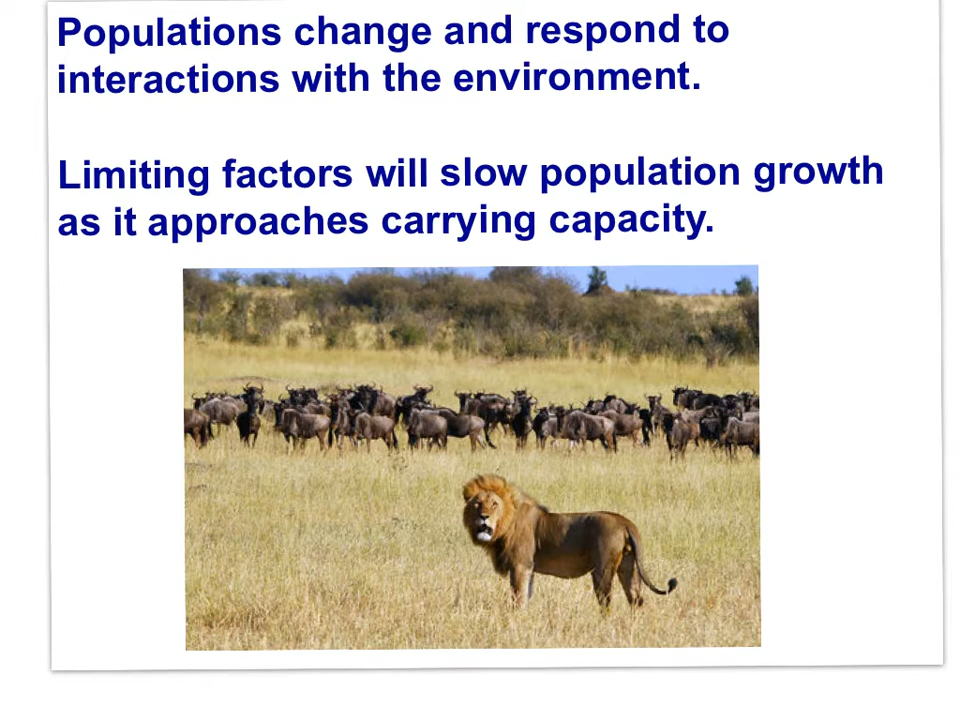 Populations change and respond to
interactions with the environment.
Limiting factors will slow population growth
as it approaches carrying capacity.